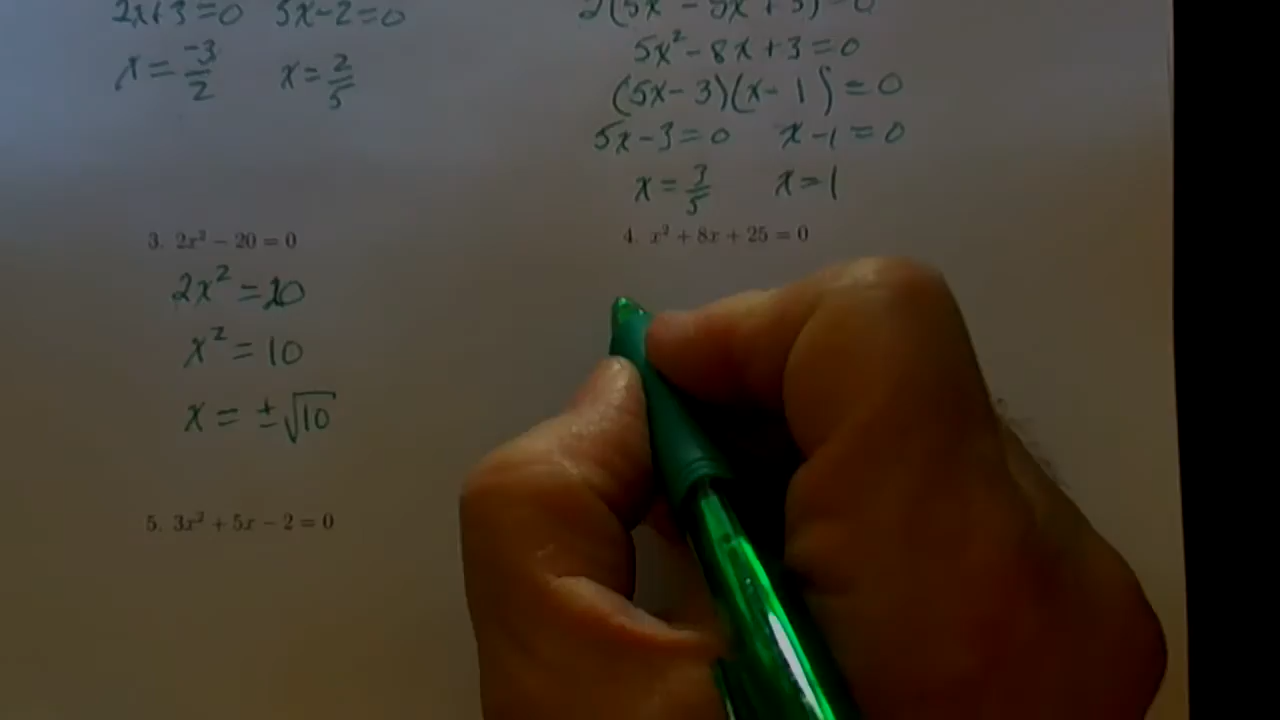 2x+3=0 5x-2=0
x=-3/2 x=2/5
5x²-8x+3=0
(5x-3)(x-1)=0
5x-3=0 x-1=0
x=3/5 x=1
3. 2x² − 20 = 0
2x²=20
x²=10
x=±√10
4. x² + 8x + 25 = 0
5. 3x² + 5x − 2 = 0